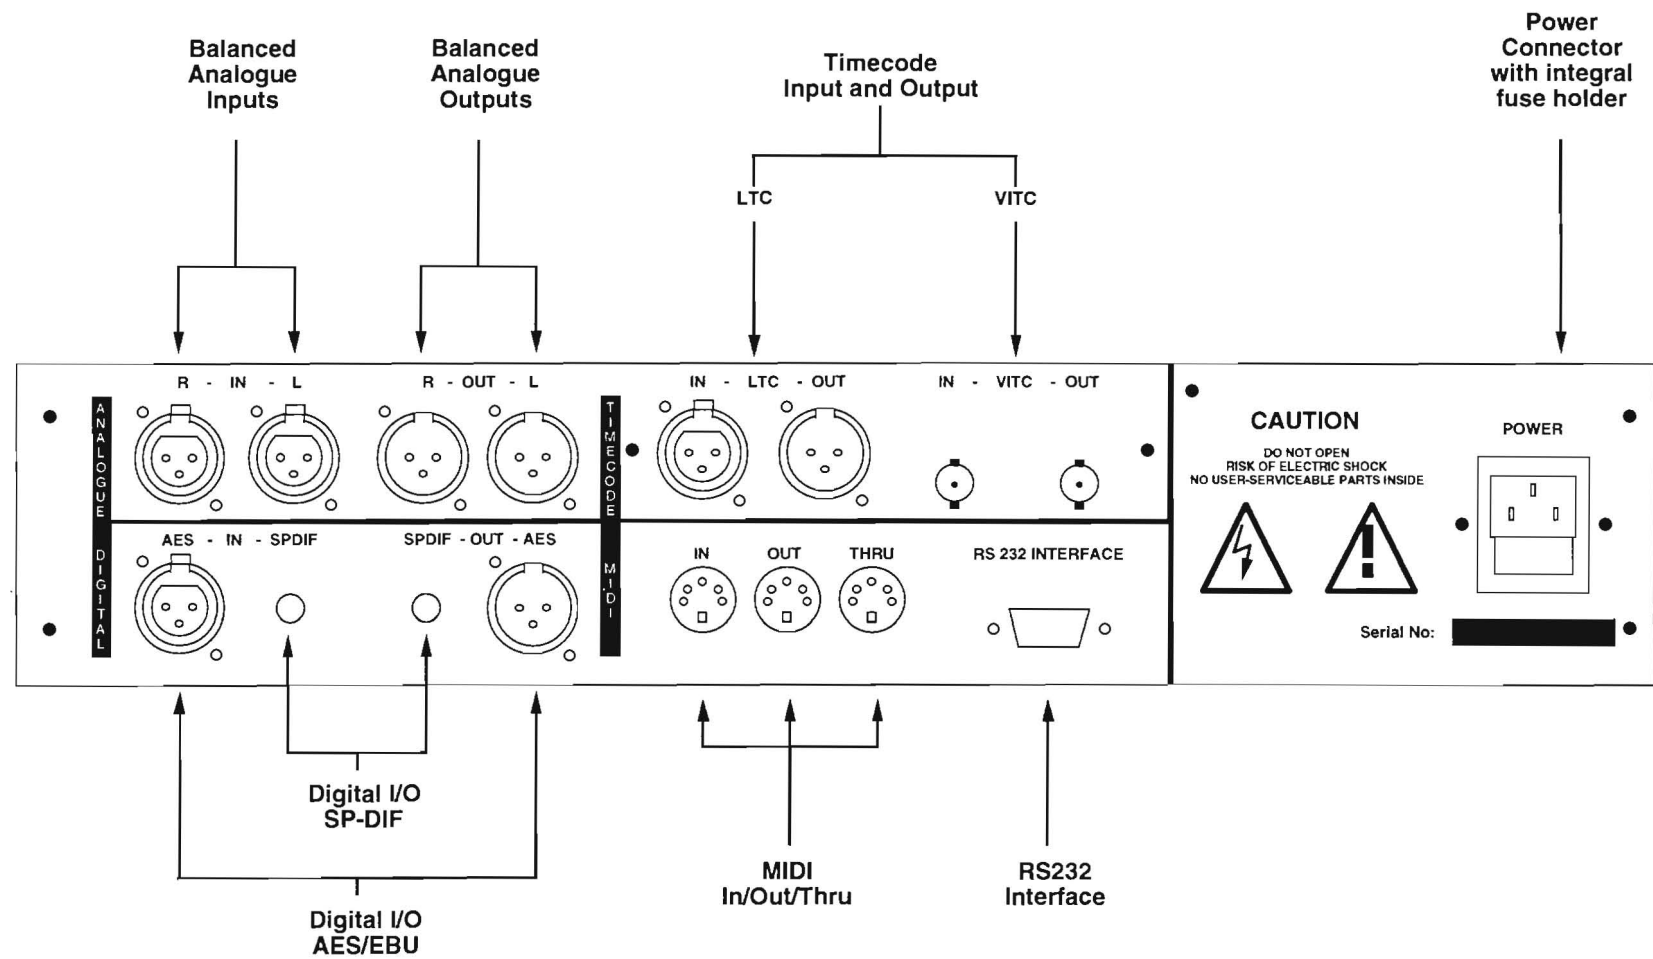 Balanced
Analogue
Inputs
Balanced
Analogue
Outputs
Timecode
Input and Output
Power
Connector
with integral
fuse holder
LTC
VITC
R - IN - L
R - OUT - L
IN - LTC - OUT
IN - VITC - OUT
ANALOGUE
TIMECODE
CAUTION
DO NOT OPEN
RISK OF ELECTRIC SHOCK
NO USER-SERVICEABLE PARTS INSIDE
POWER
AES - IN - SPDIF
SPDIF - OUT - AES
DIGITAL
MIDI
IN
OUT
THRU
RS 232 INTERFACE
Serial No:
Digital I/O
SP-DIF
MIDI
In/Out/Thru
RS232
Interface
Digital I/O
AES/EBU